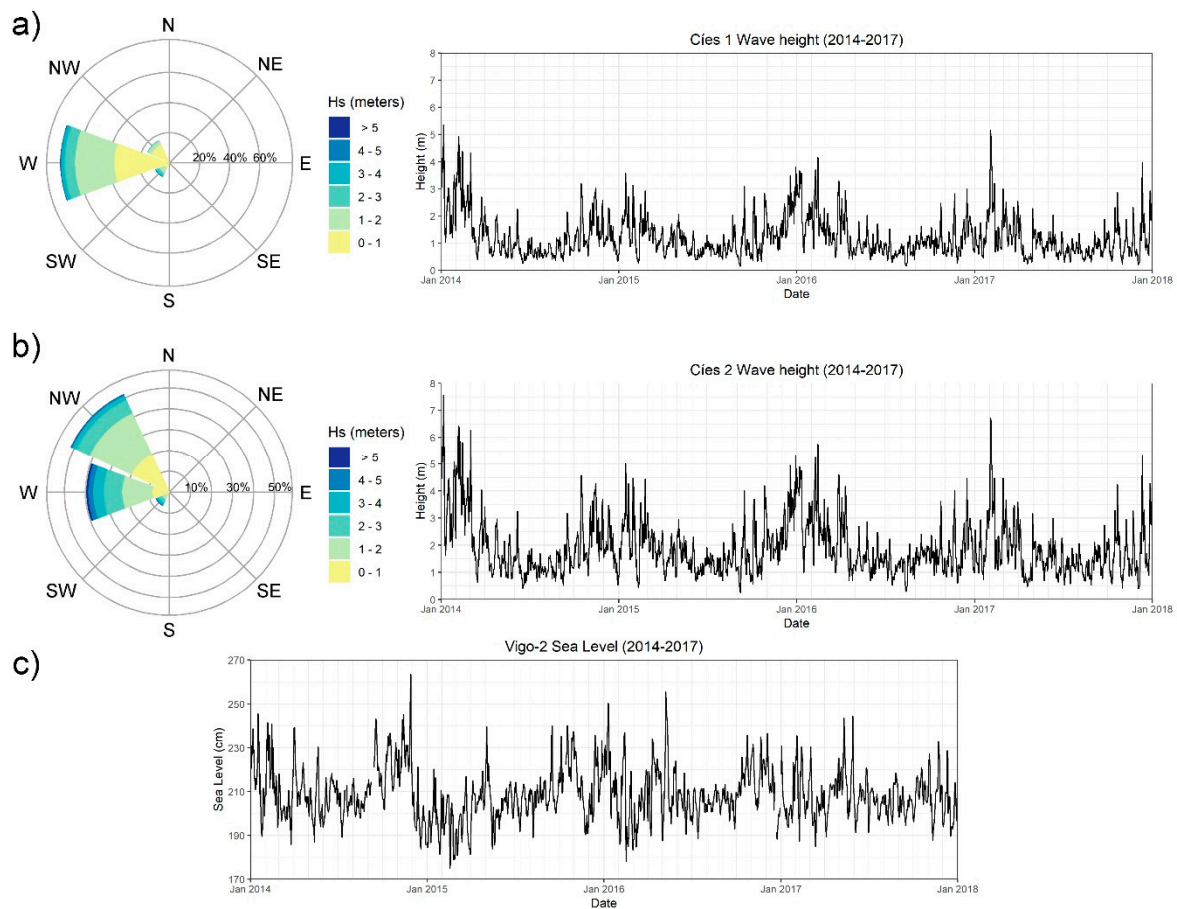 a)
N
NW
NE
W
20% 40% 60%
E
SW
SE
S
Hs (meters)
> 5
4 - 5
3 - 4
2 - 3
1 - 2
0 - 1
Cíes 1 Wave height (2014-2017)
Height (m)
8
7
6
5
4
3
2
1
0
Jan 2014 Jan 2015 Jan 2016 Jan 2017 Jan 2018
Date
b)
N
NW
NE
W
10% 30% 50%
E
SW
SE
S
Hs (meters)
> 5
4 - 5
3 - 4
2 - 3
1 - 2
0 - 1
Cíes 2 Wave height (2014-2017)
Height (m)
8
7
6
5
4
3
2
1
0
Jan 2014 Jan 2015 Jan 2016 Jan 2017 Jan 2018
Date
c)
Vigo-2 Sea Level (2014-2017)
Sea Level (cm)
270
250
230
210
190
170
Jan 2014 Jan 2015 Jan 2016 Jan 2017 Jan 2018
Date